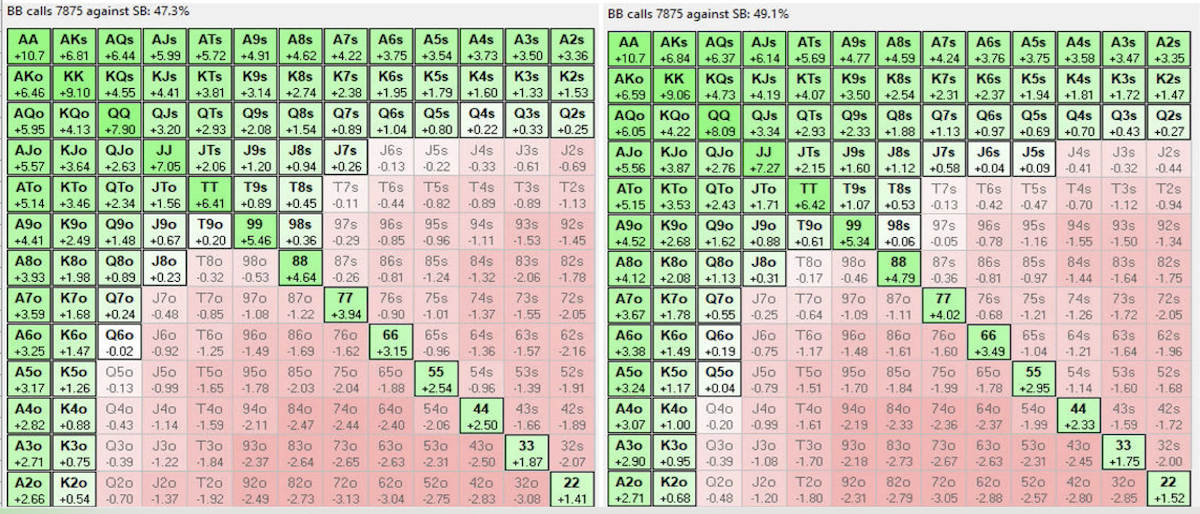 BB calls 7875 against SB: 47.3%
AA AKs AQs AJs ATs A9s A8s A7s A6s A5s A4s A3s A2s
+10.7 +6.81 +6.44 +5.99 +5.72 +4.91 +4.62 +4.22 +3.75 +3.54 +3.73 +3.50 +3.36
AKo KK KQs KJs KTs K9s K8s K7s K6s K5s K4s K3s K2s
+6.46 +9.10 +4.55 +4.41 +3.81 +3.14 +2.74 +2.38 +1.95 +1.79 +1.60 +1.33 +1.53
AQo KQo QQ QJs QTs Q9s Q8s Q7s Q6s Q5s Q4s Q3s Q2s
+5.95 +4.13 +7.90 +3.20 +2.93 +2.08 +1.54 +0.89 +1.04 +0.80 +0.22 +0.33 +0.25
AJo KJo QJo JJ JTs J9s J8s J7s J6s J5s J4s J3s J2s
+5.57 +3.64 +2.63 +7.05 +2.06 +1.20 +0.94 +0.26 -0.13 -0.22 -0.33 -0.61 -0.69
ATo KTo QTo JTo TT T9s T8s T7s T6s T5s T4s T3s T2s
+5.14 +3.46 +2.34 +1.56 +6.41 +0.89 +0.45 -0.11 -0.44 -0.82 -0.89 -0.89 -1.13
A9o K9o Q9o J9o T9o 99 98s 97s 96s 95s 94s 93s 92s
+4.41 +2.49 +1.48 +0.67 +0.20 +5.46 +0.36 -0.29 -0.85 -0.96 -1.11 -1.53 -1.45
A8o K8o Q8o J8o T8o 98o 88 87s 86s 85s 84s 83s 82s
+3.93 +1.98 +0.89 +0.23 -0.32 -0.53 +4.64 -0.26 -0.81 -1.24 -1.32 -2.06 -1.78
A7o K7o Q7o J7o T7o 97o 87o 77 76s 75s 74s 73s 72s
+3.59 +1.68 +0.24 -0.48 -0.85 -1.08 -1.22 +3.94 -0.90 -1.01 -1.37 -1.55 -2.05
A6o K6o Q6o J6o T6o 96o 86o 76o 66 65s 64s 63s 62s
+3.25 +1.47 -0.02 -0.92 -1.25 -1.49 -1.69 -1.62 +3.15 -0.96 -1.36 -1.57 -2.16
A5o K5o Q5o J5o T5o 95o 85o 75o 65o 55 54s 53s 52s
+3.17 +1.26 -0.13 -0.99 -1.65 -1.78 -2.03 -2.04 -1.88 +2.54 -0.96 -1.39 -1.91
A4o K4o Q4o J4o T4o 94o 84o 74o 64o 54o 44 43s 42s
+2.82 +0.88 -0.43 -1.14 -1.59 -2.11 -2.47 -2.44 -2.40 -2.06 +2.50 -1.66 -1.89
A3o K3o Q3o J3o T3o 93o 83o 73o 63o 53o 43o 33 32s
+2.71 +0.75 -0.39 -1.22 -1.84 -2.37 -2.64 -2.65 -2.63 -2.31 -2.50 +1.87 -2.07
A2o K2o Q2o J2o T2o 92o 82o 72o 62o 52o 42o 32o 22
+2.66 +0.54 -0.70 -1.37 -1.92 -2.49 -2.73 -3.13 -3.04 -2.75 -2.83 -3.08 +1.41
BB calls 7875 against SB: 49.1%
AA AKs AQs AJs ATs A9s A8s A7s A6s A5s A4s A3s A2s
+10.7 +6.84 +6.37 +6.14 +5.69 +4.77 +4.59 +4.24 +3.76 +3.75 +3.58 +3.47 +3.35
AKo KK KQs KJs KTs K9s K8s K7s K6s K5s K4s K3s K2s
+6.59 +9.06 +4.73 +4.19 +4.07 +3.50 +2.54 +2.31 +2.37 +1.94 +1.81 +1.72 +1.47
AQo KQo QQ QJs QTs Q9s Q8s Q7s Q6s Q5s Q4s Q3s Q2s
+6.05 +4.22 +8.09 +3.34 +2.93 +2.33 +1.88 +1.13 +0.97 +0.69 +0.70 +0.43 +0.27
AJo KJo QJo JJ JTs J9s J8s J7s J6s J5s J4s J3s J2s
+5.56 +3.87 +2.76 +7.27 +2.15 +1.60 +1.12 +0.58 +0.04 +0.09 -0.41 -0.32 -0.44
ATo KTo QTo JTo TT T9s T8s T7s T6s T5s T4s T3s T2s
+5.15 +3.53 +2.43 +1.71 +6.42 +1.07 +0.53 -0.13 -0.42 -0.47 -0.70 -1.12 -0.94
A9o K9o Q9o J9o T9o 99 98s 97s 96s 95s 94s 93s 92s
+4.52 +2.68 +1.62 +0.88 +0.61 +5.34 +0.06 -0.05 -0.78 -1.16 -1.55 -1.50 -1.34
A8o K8o Q8o J8o T8o 98o 88 87s 86s 85s 84s 83s 82s
+4.12 +2.08 +1.13 +0.31 -0.17 -0.46 +4.79 -0.36 -0.81 -0.97 -1.44 -1.64 -1.75
A7o K7o Q7o J7o T7o 97o 87o 77 76s 75s 74s 73s 72s
+3.67 +1.78 +0.55 -0.25 -0.64 -1.09 -1.11 +4.02 -0.68 -1.21 -1.26 -1.72 -2.05
A6o K6o Q6o J6o T6o 96o 86o 76o 66 65s 64s 63s 62s
+3.38 +1.49 +0.19 -0.75 -1.17 -1.48 -1.61 -1.60 +3.49 -1.04 -1.21 -1.64 -1.96
A5o K5o Q5o J5o T5o 95o 85o 75o 65o 55 54s 53s 52s
+3.24 +1.17 +0.04 -0.79 -1.51 -1.70 -1.84 -1.99 -1.78 +2.95 -1.14 -1.60 -1.68
A4o K4o Q4o J4o T4o 94o 84o 74o 64o 54o 44 43s 42s
+3.07 +1.00 -0.20 -0.99 -1.61 -2.19 -2.33 -2.36 -2.37 -1.99 +2.33 -1.59 -1.72
A3o K3o Q3o J3o T3o 93o 83o 73o 63o 53o 43o 33 32s
+2.90 +0.95 -0.39 -1.08 -1.70 -2.18 -2.73 -2.67 -2.63 -2.31 -2.45 +1.75 -2.00
A2o K2o Q2o J2o T2o 92o 82o 72o 62o 52o 42o 32o 22
+2.71 +0.68 -0.48 -1.20 -1.80 -2.31 -2.79 -3.05 -2.88 -2.57 -2.80 -2.85 +1.52